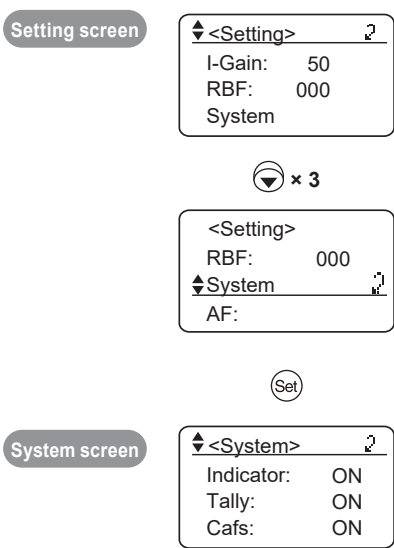 Setting screen
<Setting>
I-Gain: 50
RBF: 000
System
× 3
<Setting>
RBF: 000
System
AF:
Set
System screen
<System>
Indicator: ON
Tally: ON
Cafs: ON